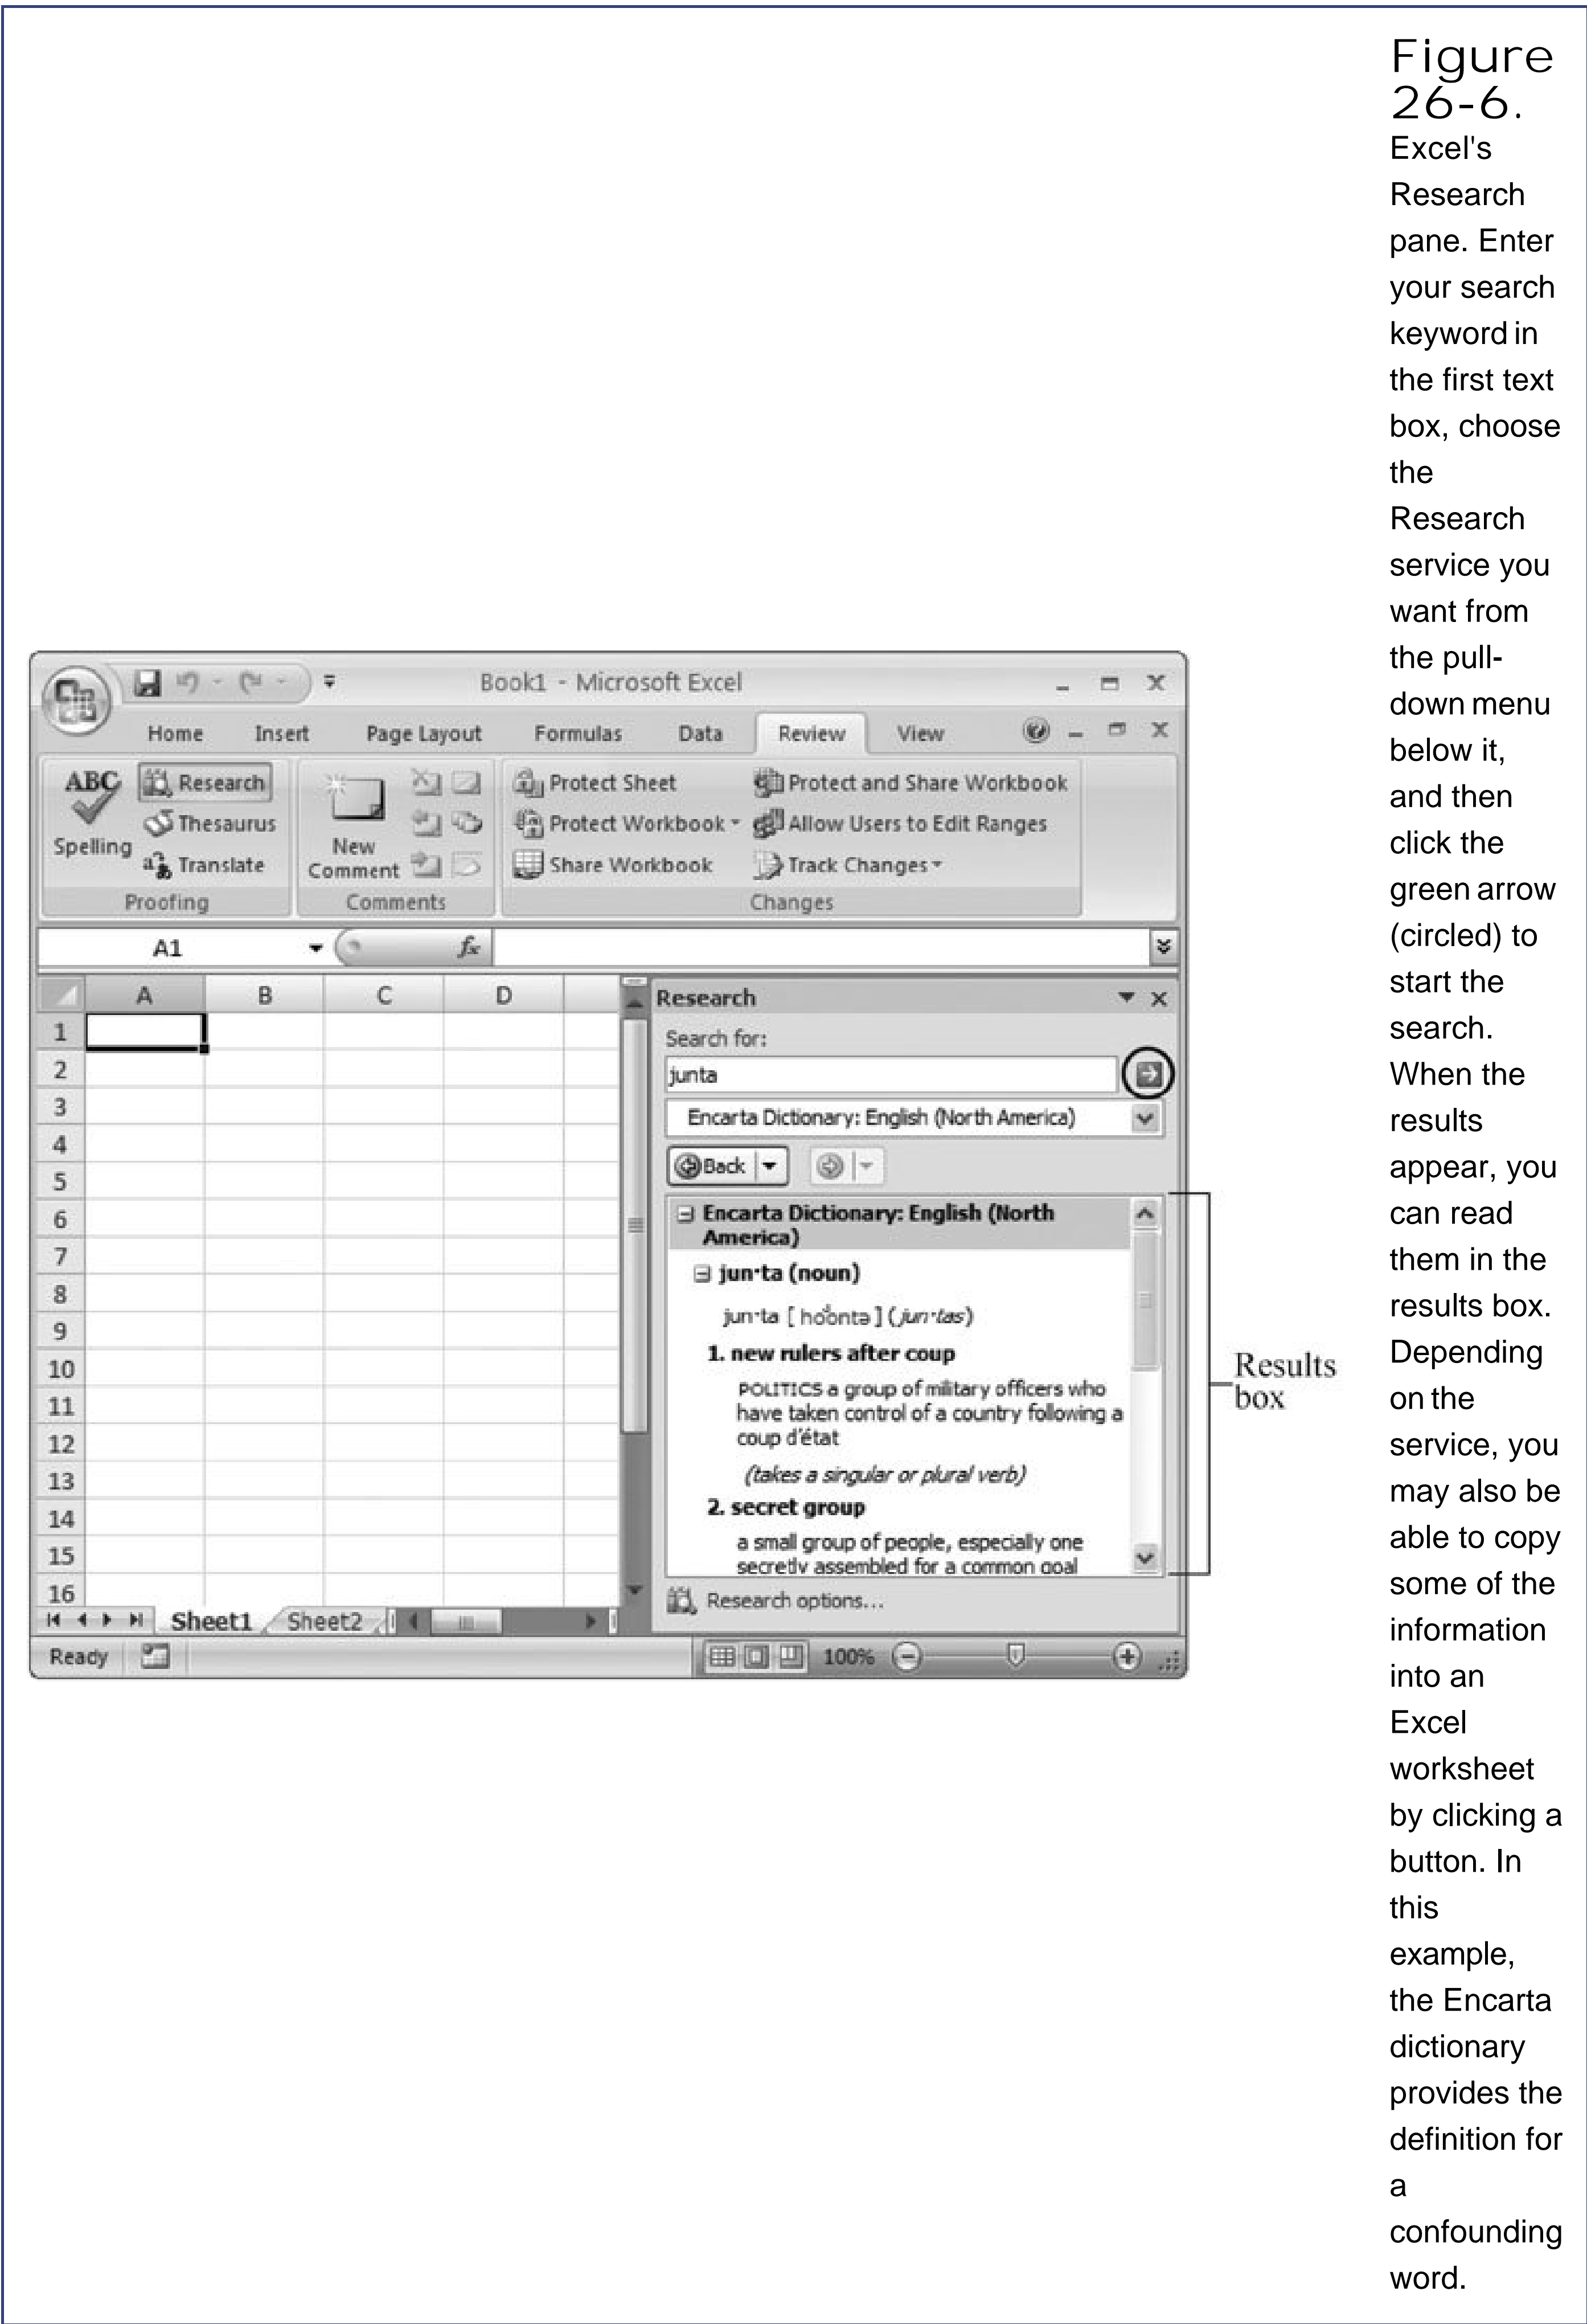 Figure
26-6.
Excel's
Research
pane. Enter
your search
keyword in
the first text
box, choose
the
Research
service you
want from
the pull-
down menu
below it,
and then
click the
green arrow
(circled) to
start the
search.
When the
results
appear, you
can read
them in the
results box.
Depending
on the
service, you
may also be
able to copy
some of the
information
into an
Excel
worksheet
by clicking a
button. In
this
example,
the Encarta
dictionary
provides the
definition for
a
confounding
word.
Book1 - Microsoft Excel
Home Insert Page Layout Formulas Data Review View
ABC Research
Thesaurus
Spelling
Translate
Proofing
New
Comment
Comments
Protect Sheet Protect and Share Workbook
Protect Workbook Allow Users to Edit Ranges
Share Workbook Track Changes
Changes
A1 fx
A B C D
1
2
3
4
5
6
7
8
9
10
11
12
13
14
15
16
Research
Search for:
junta
Encarta Dictionary: English (North America)
Back
Encarta Dictionary: English (North
America)
jun·ta (noun)
jun·ta (jun·tas)
1. new rulers after coup
POLITICS a group of military officers who
have taken control of a country following a
coup d'état
(takes a singular or plural verb)
2. secret group
a small group of people, especially one
secretly assembled for a common goal
Research options...
Results
box
Sheet1 Sheet2
Ready 100%